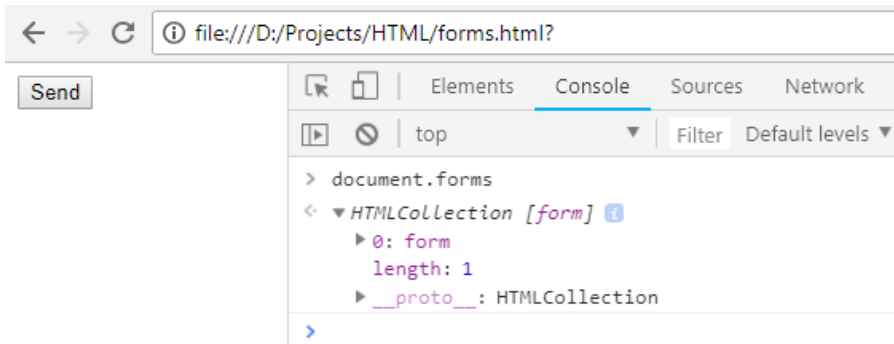 file:///D:/Projects/HTML/forms.html?
Send
Elements Console Sources Network
top Filter Default levels
document.forms
HTMLCollection [form]
0: form
length: 1
__proto__: HTMLCollection